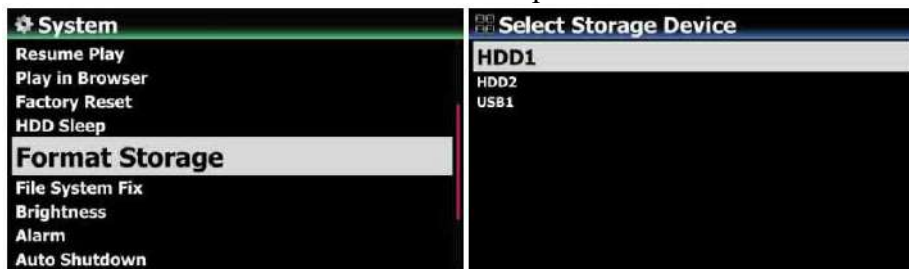 System
Resume Play
Play in Browser
Factory Reset
HDD Sleep
Format Storage
File System Fix
Brightness
Alarm
Auto Shutdown
Select Storage Device
HDD1
HDD2
USB1